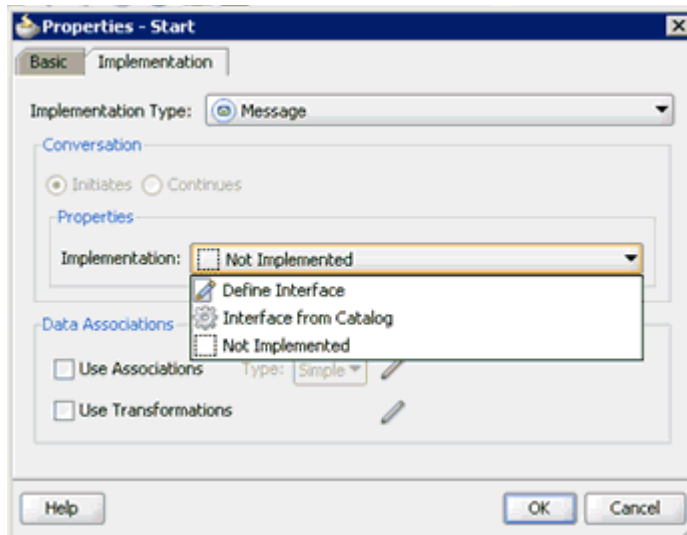 Properties - Start
Basic Implementation
Implementation Type: Message
Conversation
Initiates Continues
Properties
Implementation: Not Implemented
Define Interface
Interface from Catalog
Not Implemented
Data Associations
Use Associations Type: Simple
Use Transformations
Help OK Cancel